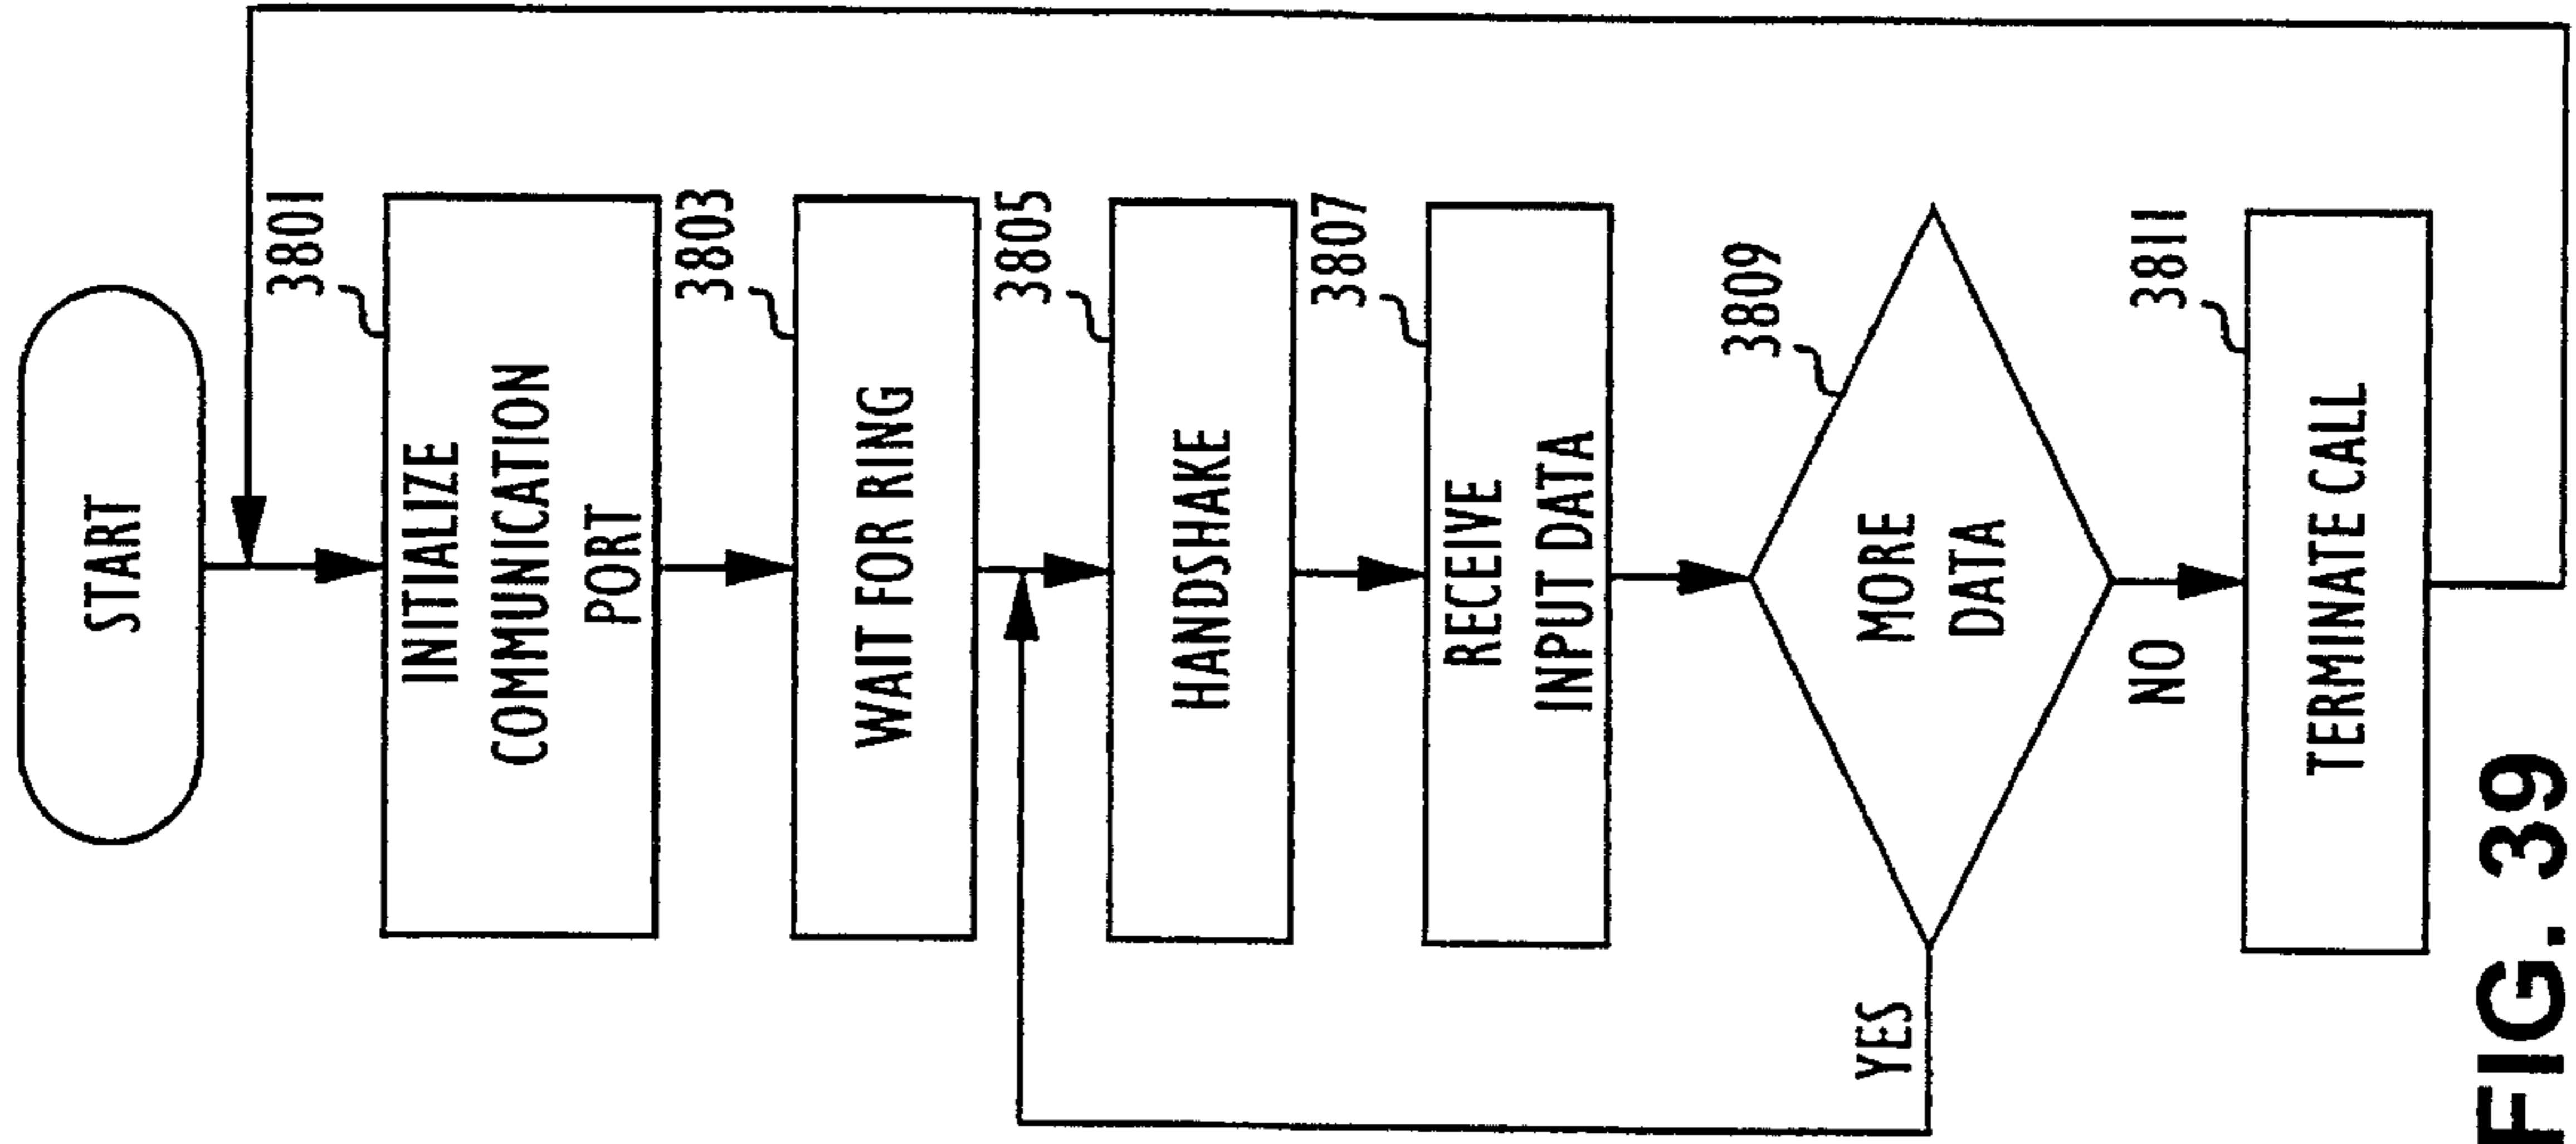 START
3801
INITIALIZE
COMMUNICATION
PORT
3803
WAIT FOR RING
3805
HANDSHAKE
3807
RECEIVE
INPUT DATA
3809
MORE
DATA
YES
NO
3811
TERMINATE CALL
FIG. 39